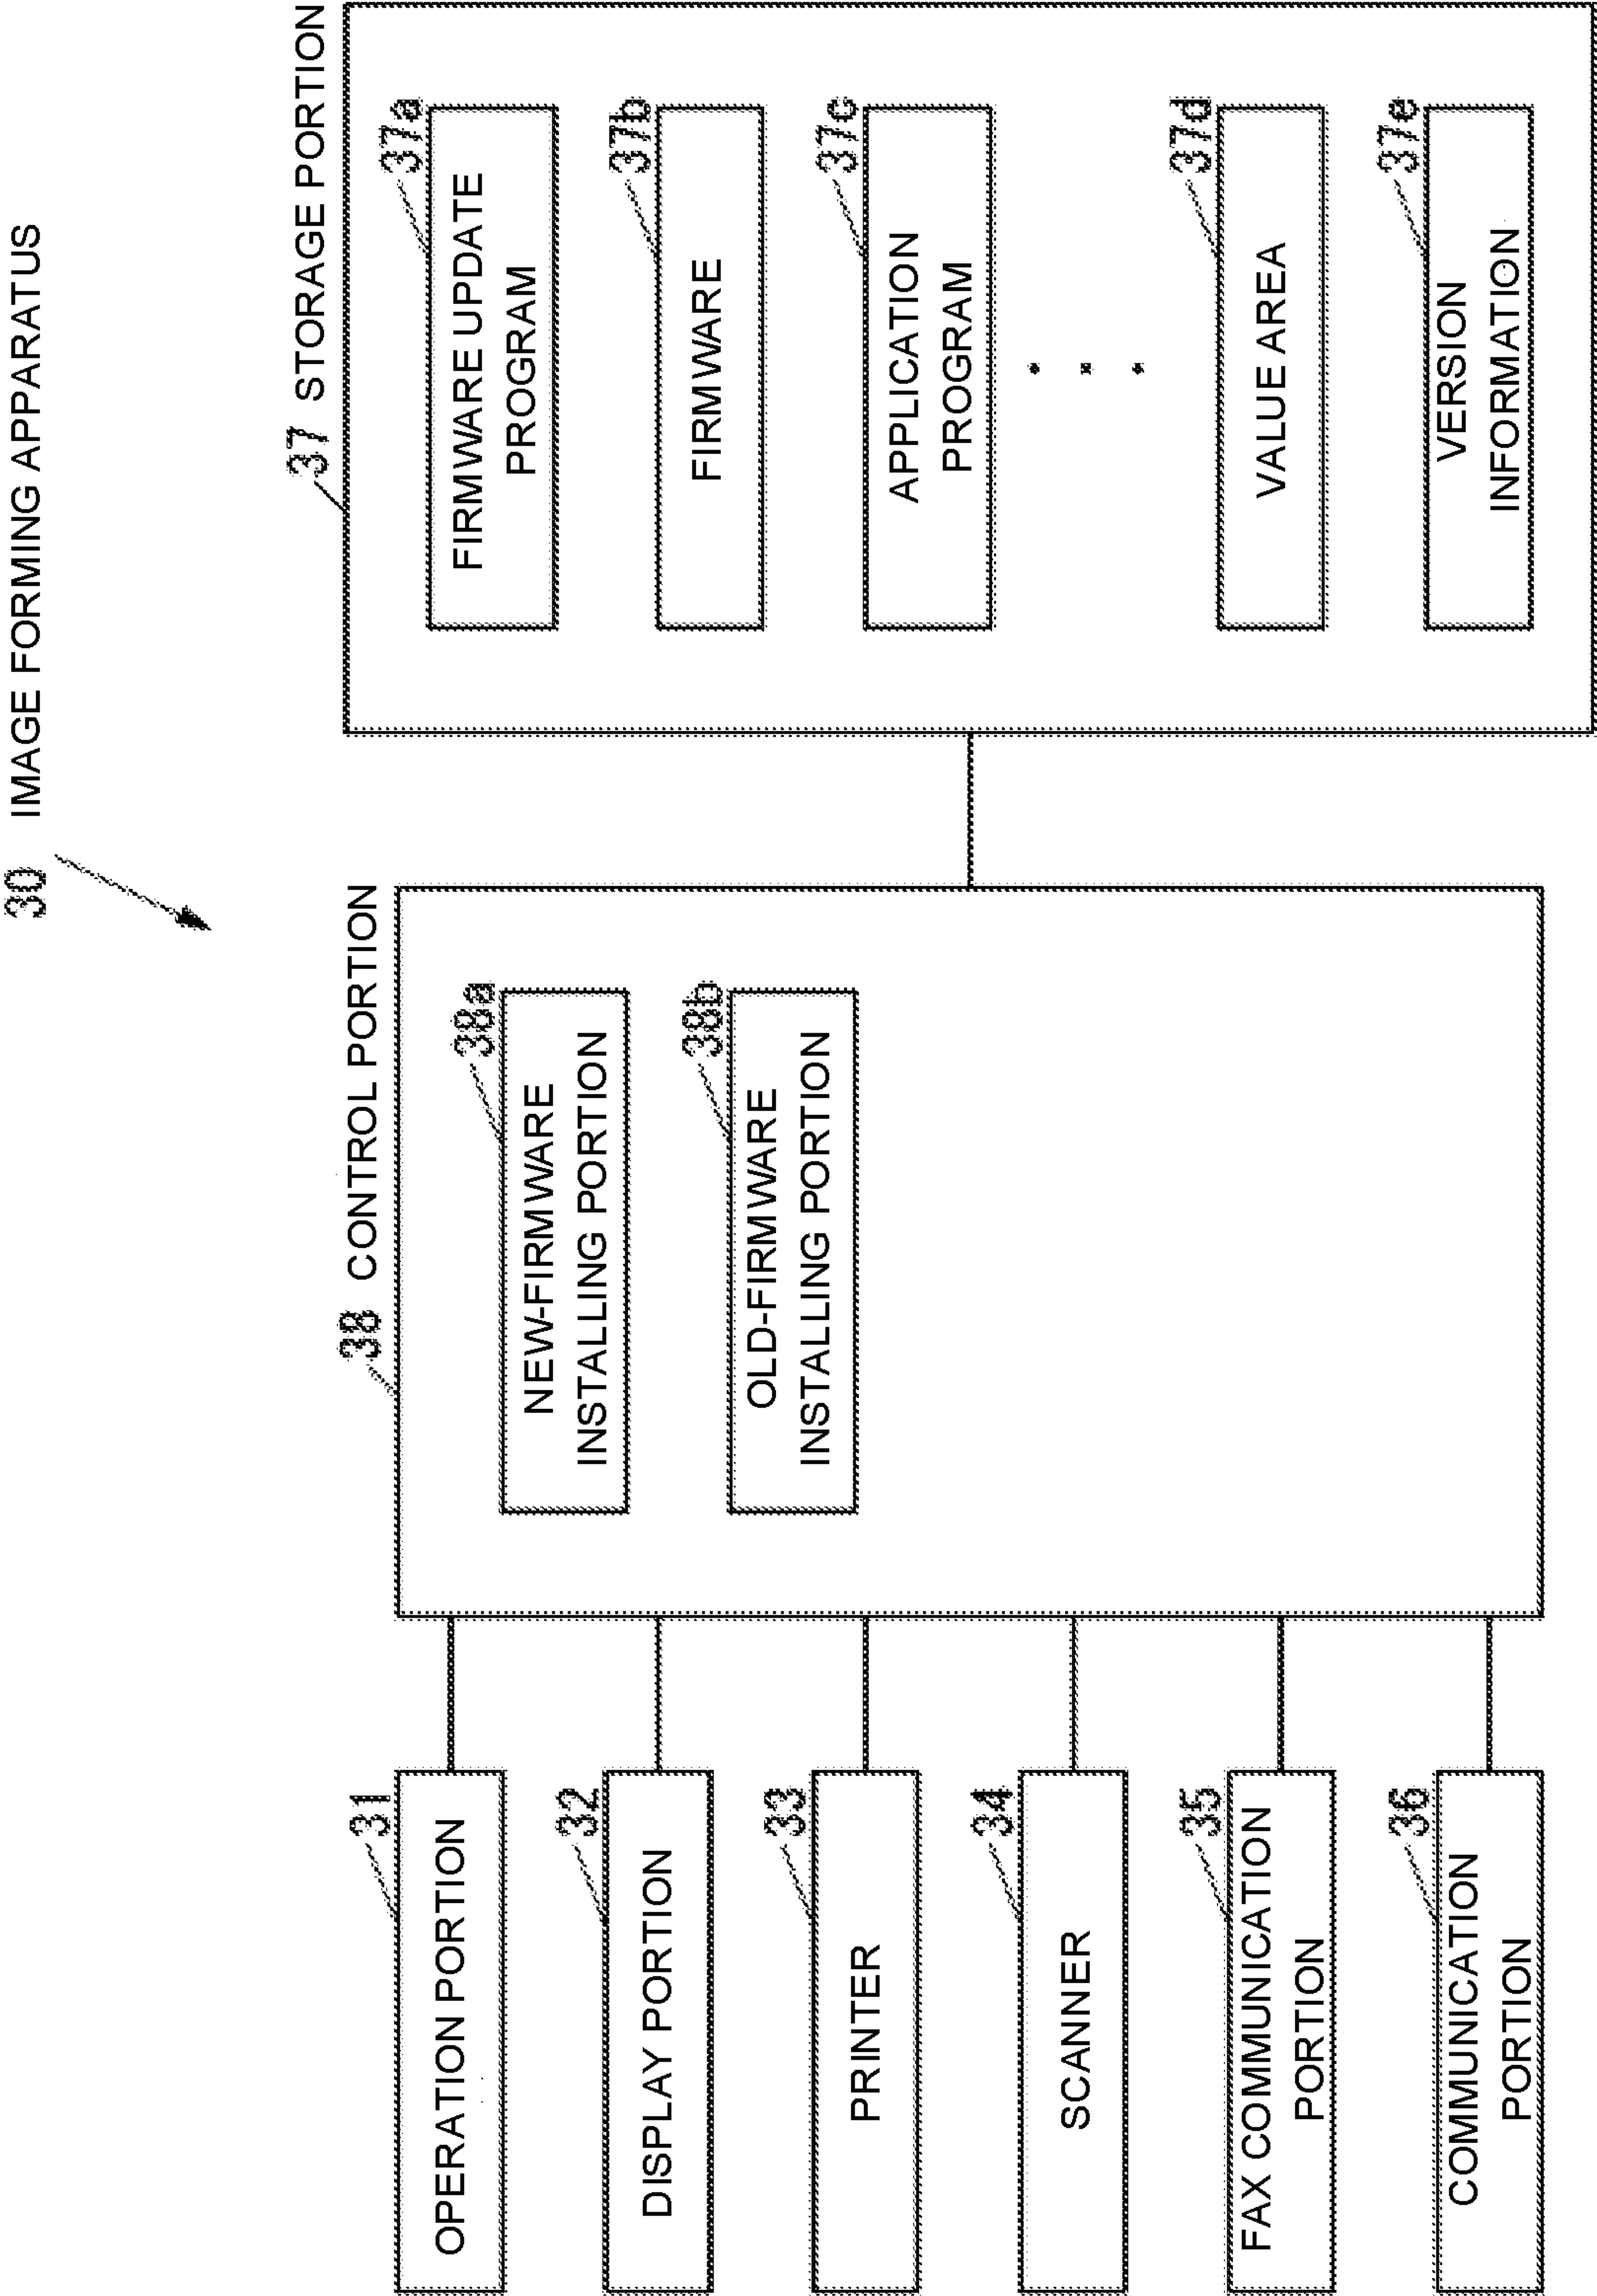 30 IMAGE FORMING APPARATUS
31
OPERATION PORTION
32
DISPLAY PORTION
33
PRINTER
34
SCANNER
35
FAX COMMUNICATION
PORTION
36
COMMUNICATION
PORTION
38 CONTROL PORTION
38a
NEW-FIRMWARE
INSTALLING PORTION
38b
OLD-FIRMWARE
INSTALLING PORTION
37 STORAGE PORTION
37a
FIRMWARE UPDATE
PROGRAM
37b
FIRMWARE
37c
APPLICATION
PROGRAM
37d
VALUE AREA
37e
VERSION
INFORMATION